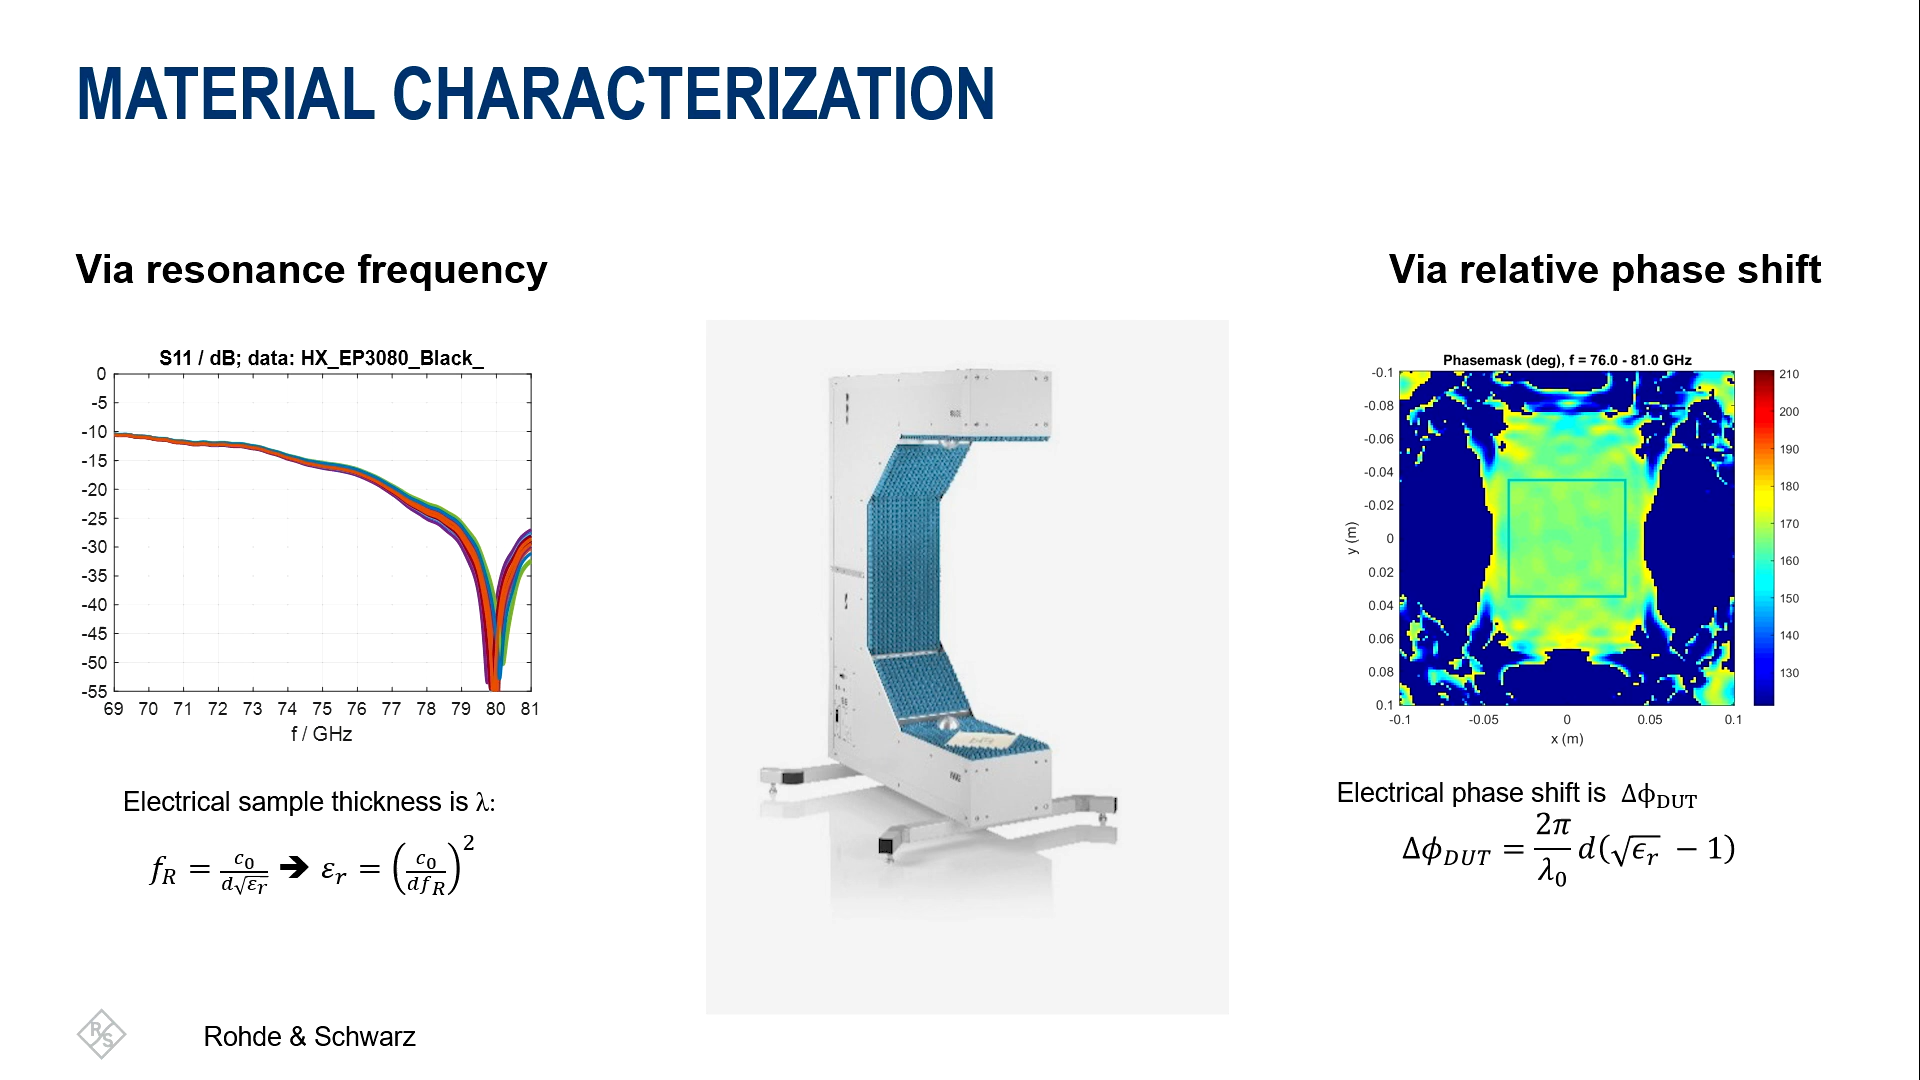 MATERIAL CHARACTERIZATION
Via resonance frequency
S11 / dB; data: HX_EP3080_Black_
0
-5
-10
-15
-20
-25
-30
-35
-40
-45
-50
-55
69 70 71 72 73 74 75 76 77 78 79 80 81
f / GHz
Electrical sample thickness is λ:
f_R = c_0 / (d√ε_r) ➔ ε_r = (c_0 / (d f_R))^2
Via relative phase shift
Phasemask (deg), f = 76.0 - 81.0 GHz
-0.1
-0.08
-0.06
-0.04
-0.02
0
0.02
0.04
0.06
0.08
0.1
y (m)
-0.1 -0.05 0 0.05 0.1
x (m)
210
200
190
180
170
160
150
140
130
Electrical phase shift is Δϕ_DUT
Δϕ_DUT = 2π/λ_0 d(√ϵ_r − 1)
R S
Rohde & Schwarz